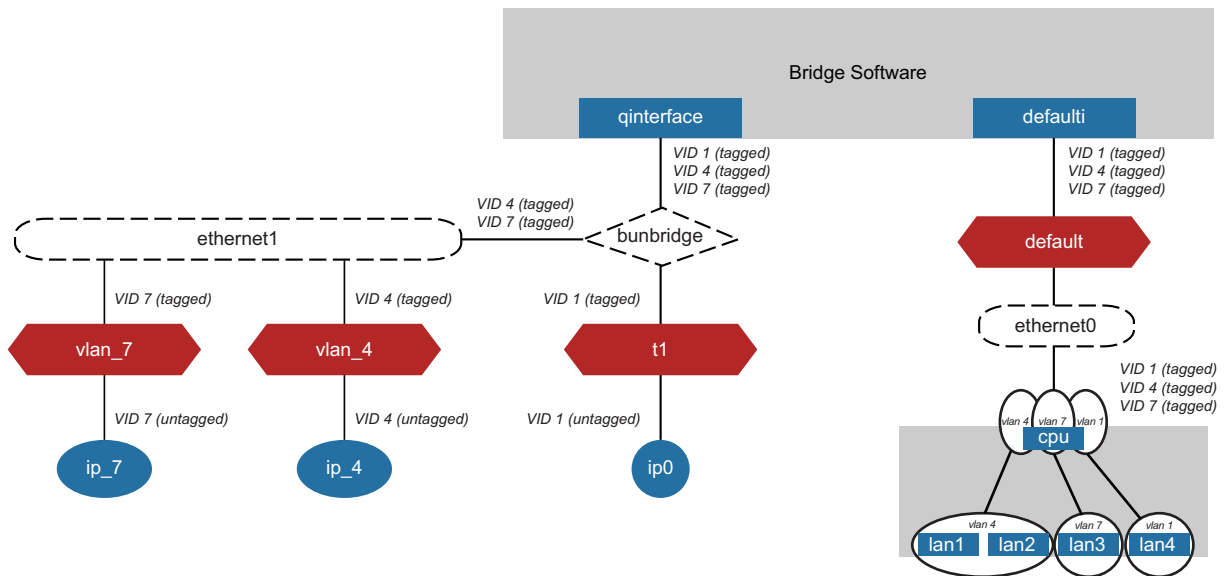 Bridge Software
qinterface
defaulti
VID 1 (tagged)
VID 4 (tagged)
VID 7 (tagged)
VID 1 (tagged)
VID 4 (tagged)
VID 7 (tagged)
VID 4 (tagged)
VID 7 (tagged)
ethernet1
bunbridge
default
VID 7 (tagged)
VID 4 (tagged)
VID 1 (tagged)
ethernet0
vlan_7
vlan_4
t1
VID 1 (tagged)
VID 4 (tagged)
VID 7 (tagged)
VID 7 (untagged)
VID 4 (untagged)
VID 1 (untagged)
vlan 4
vlan 7
vlan 1
cpu
ip_7
ip_4
ip0
vlan 4
vlan 7
vlan 1
lan1
lan2
lan3
lan4